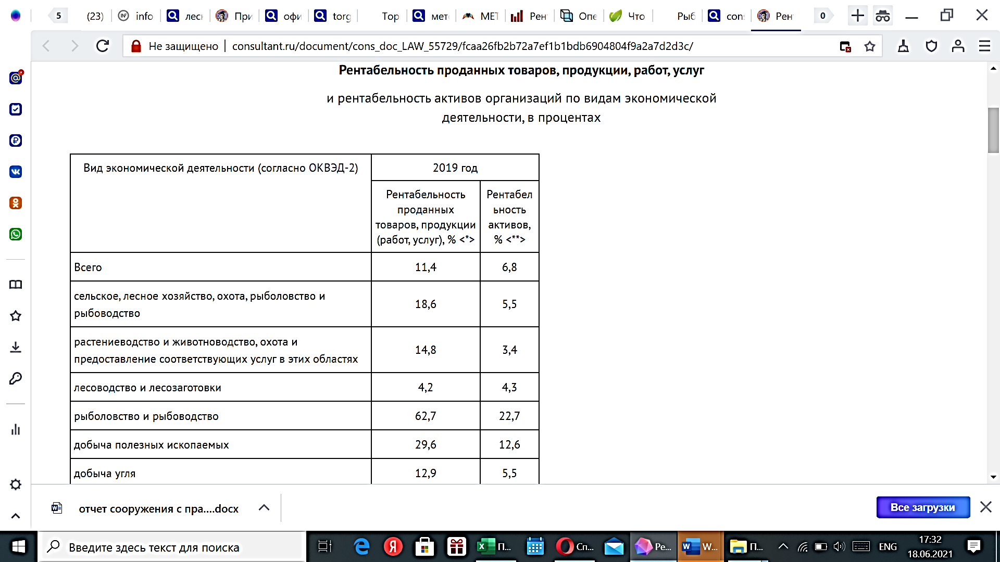 5
(23)
info
лес
При
офи
torg
Тор
мет
МЕТ
Рен
Опе
Что
Рыб
con
Рен
0
Не защищено
consultant.ru/document/cons_doc_LAW_55729/fcaa26fb2b72a7ef1b1bdb6904804f9a2a7d2d3c/
Рентабельность проданных товаров, продукции, работ, услуг
и рентабельность активов организаций по видам экономической
деятельности, в процентах
Вид экономической деятельности (согласно ОКВЭД-2)
2019 год
Рентабельность
проданных
товаров, продукции
(работ, услуг), % <*>
Рентабел
ьность
активов,
% <**>
Всего 11,4 6,8
сельское, лесное хозяйство, охота, рыболовство и
рыбоводство
18,6 5,5
растениеводство и животноводство, охота и
предоставление соответствующих услуг в этих областях
14,8 3,4
лесоводство и лесозаготовки 4,2 4,3
рыболовство и рыбоводство 62,7 22,7
добыча полезных ископаемых 29,6 12,6
добыча угля 12,9 5,5
отчет сооружения с пра....docx
Все загрузки
Введите здесь текст для поиска
П...
Сп...
Ре...
W...
П...
ENG
17:32
18.06.2021